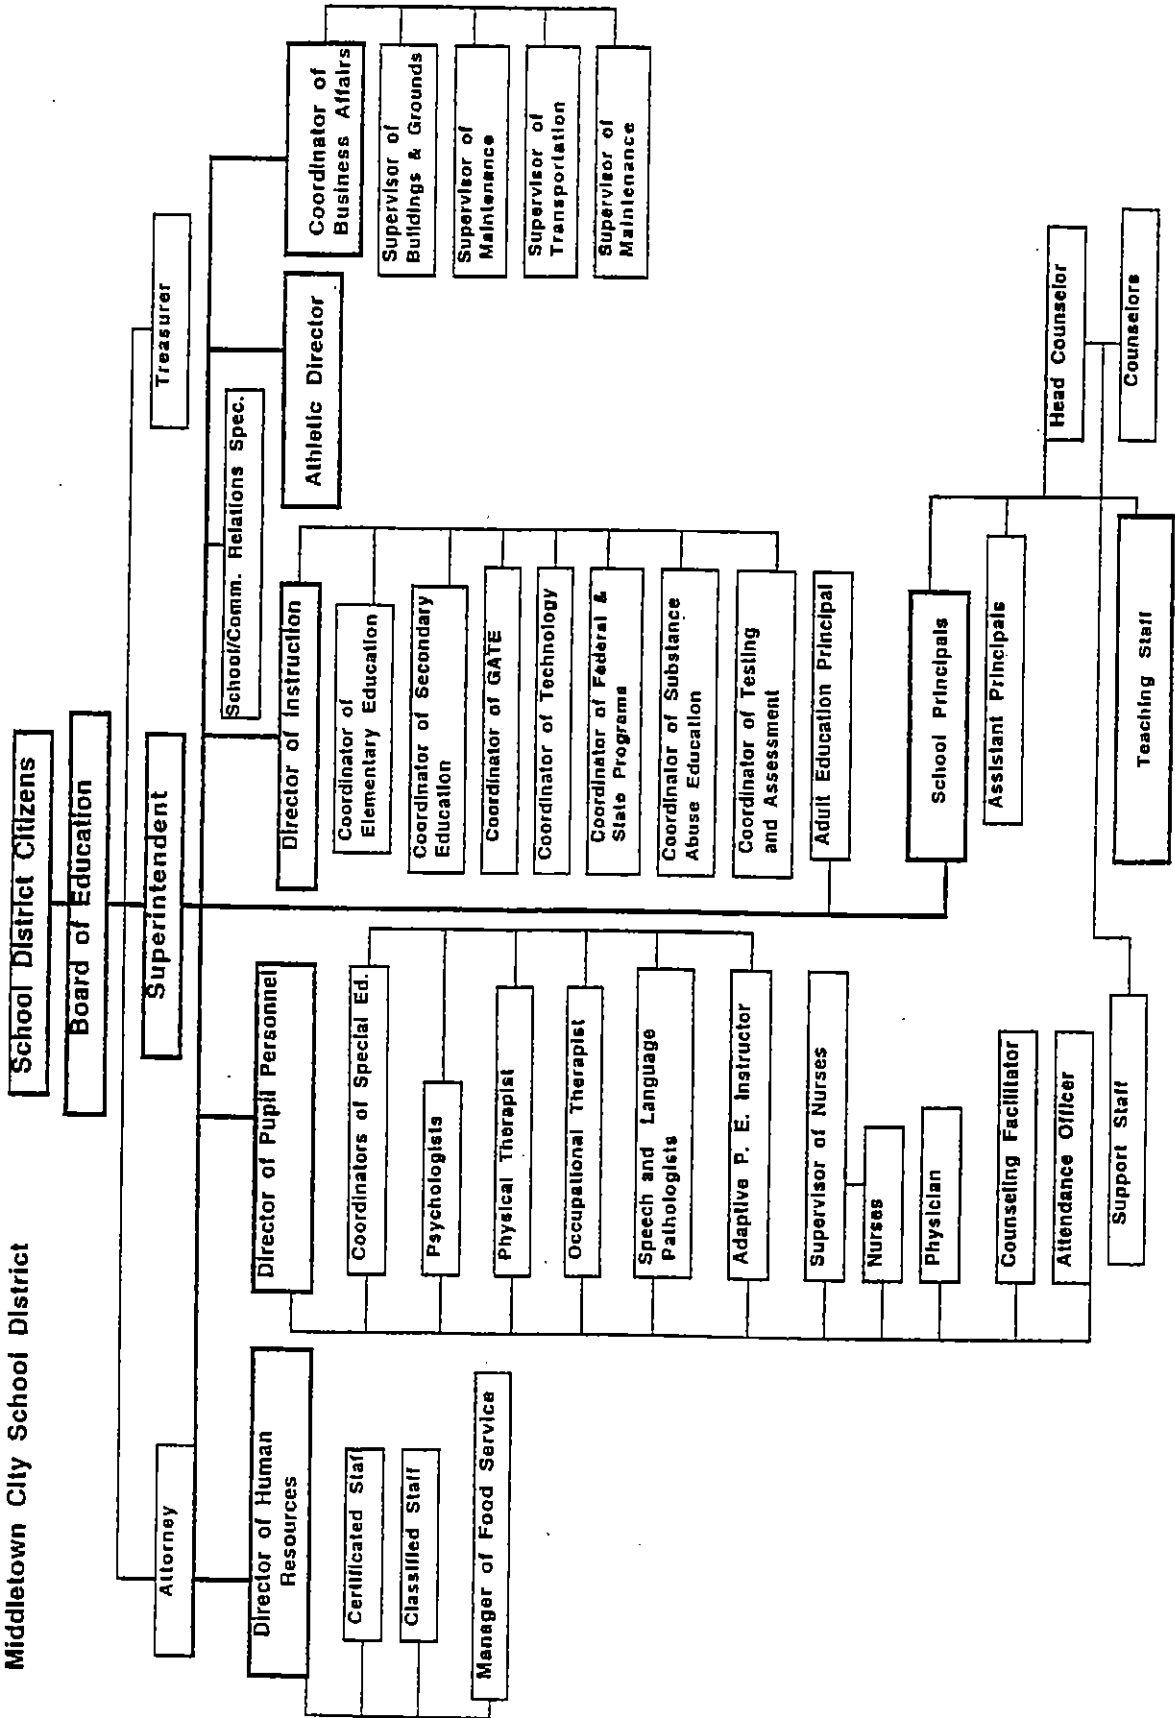 Middletown City School District
School District Citizens
Board of Education
Superintendent
Attorney
Treasurer
School/Comm. Relations Spec.
Director of Human
Resources
Certificated Staff
Classified Staff
Manager of Food Service
Director of Pupil Personnel
Coordinators of Special Ed.
Psychologists
Physical Therapist
Occupational Therapist
Speech and Language
Pathologists
Adaptive P. E. Instructor
Supervisor of Nurses
Nurses
Physician
Counseling Facilitator
Attendance Officer
Director of Instruction
Coordinator of
Elementary Education
Coordinator of Secondary
Education
Coordinator of GATE
Coordinator of Technology
Coordinator of Federal &
State Programs
Coordinator of Substance
Abuse Education
Coordinator of Testing
and Assessment
Adult Education Principal
School Principals
Assistant Principals
Teaching Staff
Athletic Director
Coordinator of
Business Affairs
Supervisor of
Buildings & Grounds
Supervisor of
Maintenance
Supervisor of
Transportation
Supervisor of
Maintenance
Head Counselor
Counselors
Support Staff